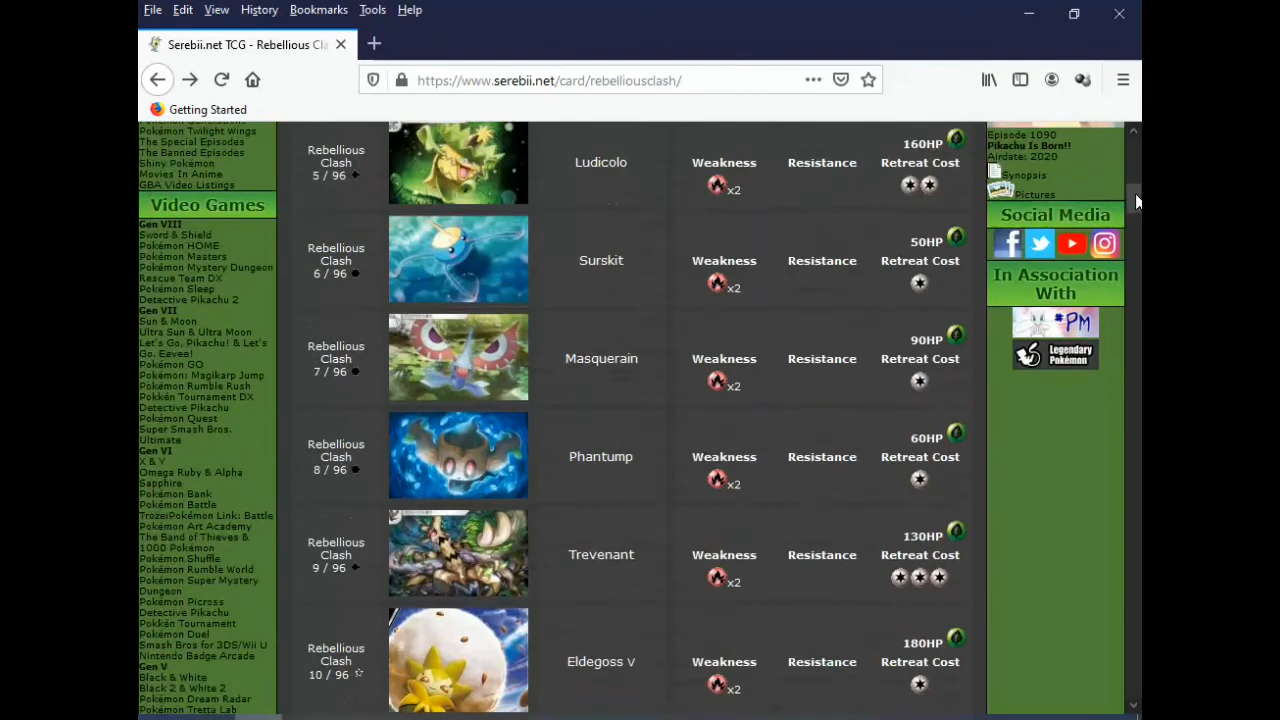 File Edit View History Bookmarks Tools Help
Serebii.net TCG - Rebellious Cla
https://www.serebii.net/card/rebelliousclash/
Getting Started
Pokémon Twilight Wings
The Special Episodes
The Banned Episodes
Shiny Pokémon
Movies In Anime
GBA Video Listings
Video Games
Gen VIII
Sword & Shield
Pokémon HOME
Pokémon Masters
Pokémon Mystery Dungeon
Rescue Team DX
Pokémon Sleep
Detective Pikachu 2
Gen VII
Sun & Moon
Ultra Sun & Ultra Moon
Let's Go, Pikachu! & Let's
Go, Eevee!
Pokémon GO
Pokémon: Magikarp Jump
Pokémon Rumble Rush
Pokkén Tournament DX
Detective Pikachu
Pokémon Quest
Super Smash Bros.
Ultimate
Gen VI
X & Y
Omega Ruby & Alpha
Sapphire
Pokémon Bank
Pokémon Battle
TrozeiPokémon Link: Battle
Pokémon Art Academy
The Band of Thieves &
1000 Pokémon
Pokémon Shuffle
Pokémon Rumble World
Pokémon Super Mystery
Dungeon
Pokémon Picross
Detective Pikachu
Pokkén Tournament
Pokémon Duel
Smash Bros for 3DS/Wii U
Nintendo Badge Arcade
Gen V
Black & White
Black 2 & White 2
Pokémon Dream Radar
Pokémon Tretta Lab
Rebellious
Clash
5 / 96
Ludicolo
160HP
Weakness Resistance Retreat Cost
x2
Rebellious
Clash
6 / 96
Surskit
50HP
Weakness Resistance Retreat Cost
x2
Rebellious
Clash
7 / 96
Masquerain
90HP
Weakness Resistance Retreat Cost
x2
Rebellious
Clash
8 / 96
Phantump
60HP
Weakness Resistance Retreat Cost
x2
Rebellious
Clash
9 / 96
Trevenant
130HP
Weakness Resistance Retreat Cost
x2
Rebellious
Clash
10 / 96
Eldegoss V
180HP
Weakness Resistance Retreat Cost
x2
Episode 1090
Pikachu Is Born!!
Airdate: 2020
Synopsis
Pictures
Social Media
In Association
With
#PM
Legendary
Pokémon